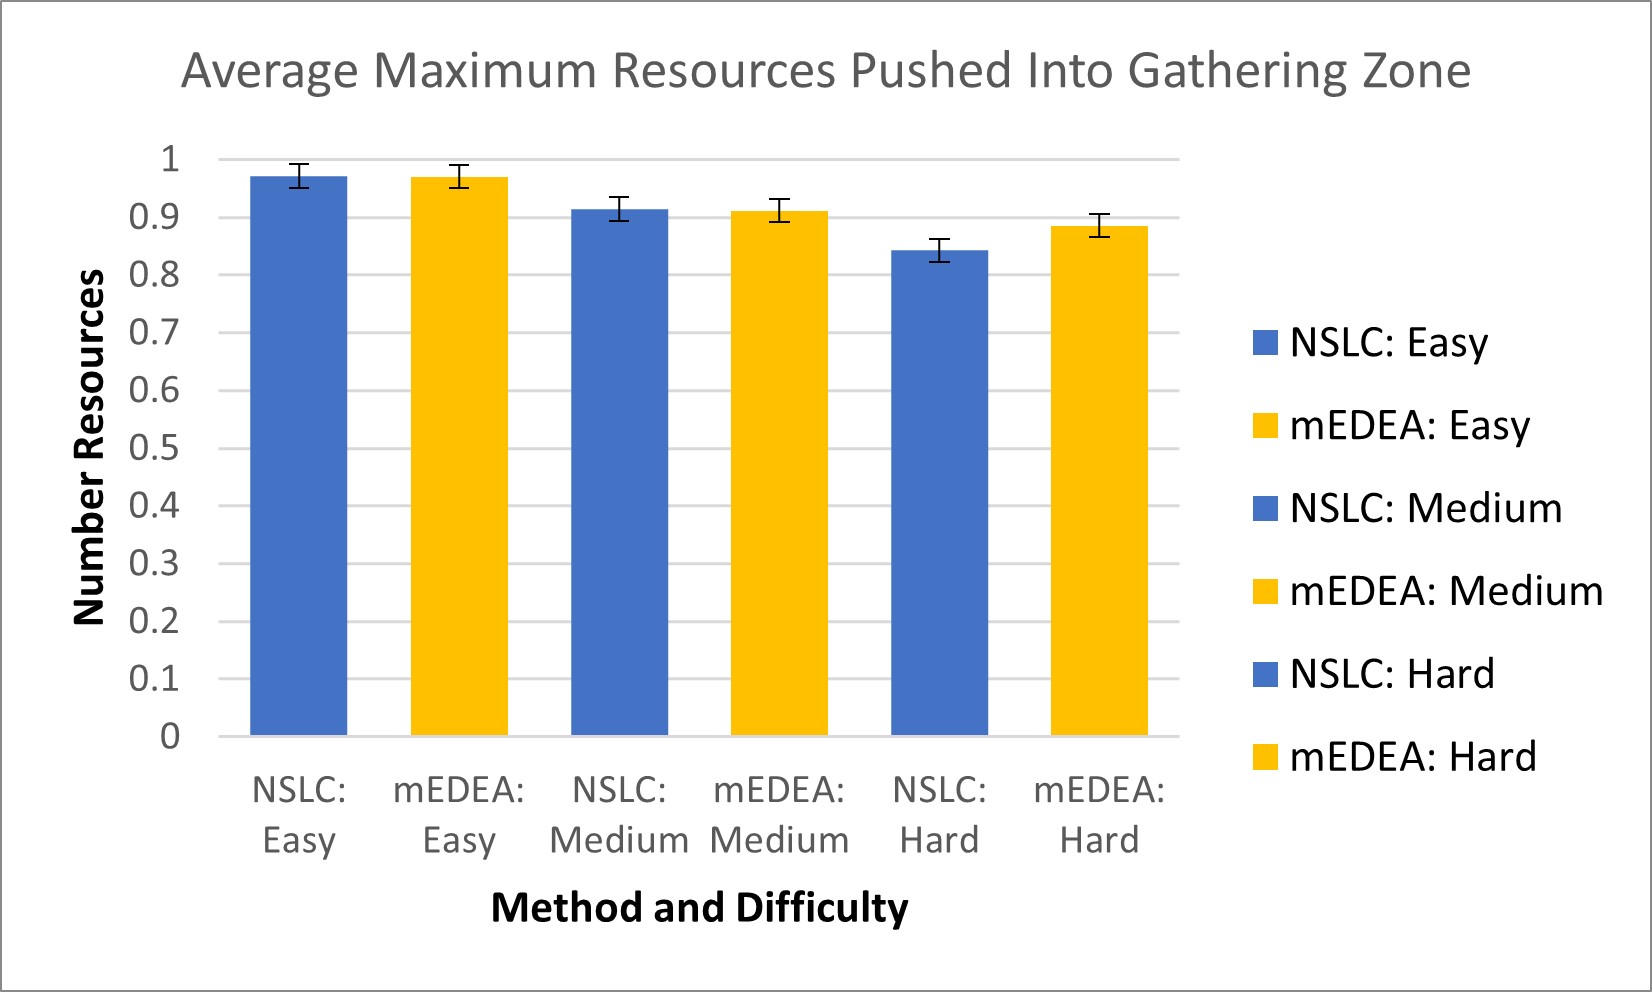 Average Maximum Resources Pushed Into Gathering Zone
Number Resources
1
0.9
0.8
0.7
0.6
0.5
0.4
0.3
0.2
0.1
0
NSLC:
Easy
mEDEA:
Easy
NSLC:
Medium
mEDEA:
Medium
NSLC:
Hard
mEDEA:
Hard
Method and Difficulty
NSLC: Easy
mEDEA: Easy
NSLC: Medium
mEDEA: Medium
NSLC: Hard
mEDEA: Hard